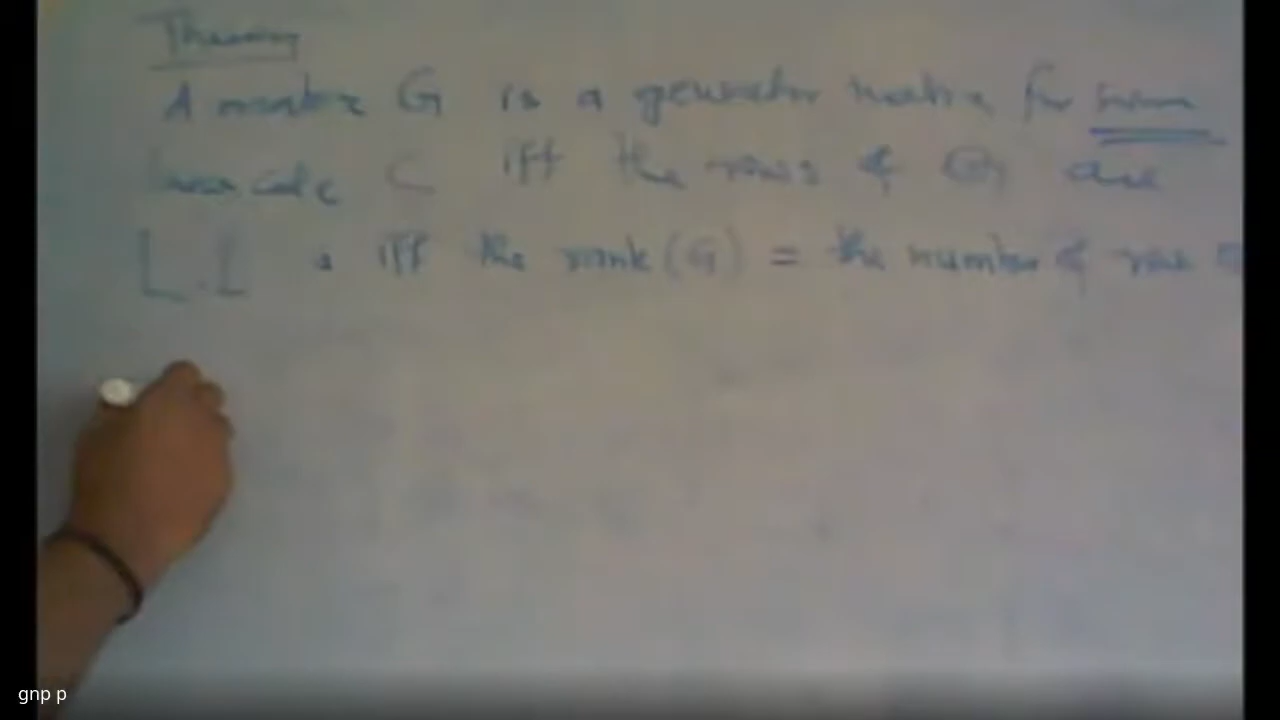 Theorem
A matrix G is a generator matrix for some
linear code C iff the rows of G are
L.I iff the rank (G) = the number of rows
gnp p